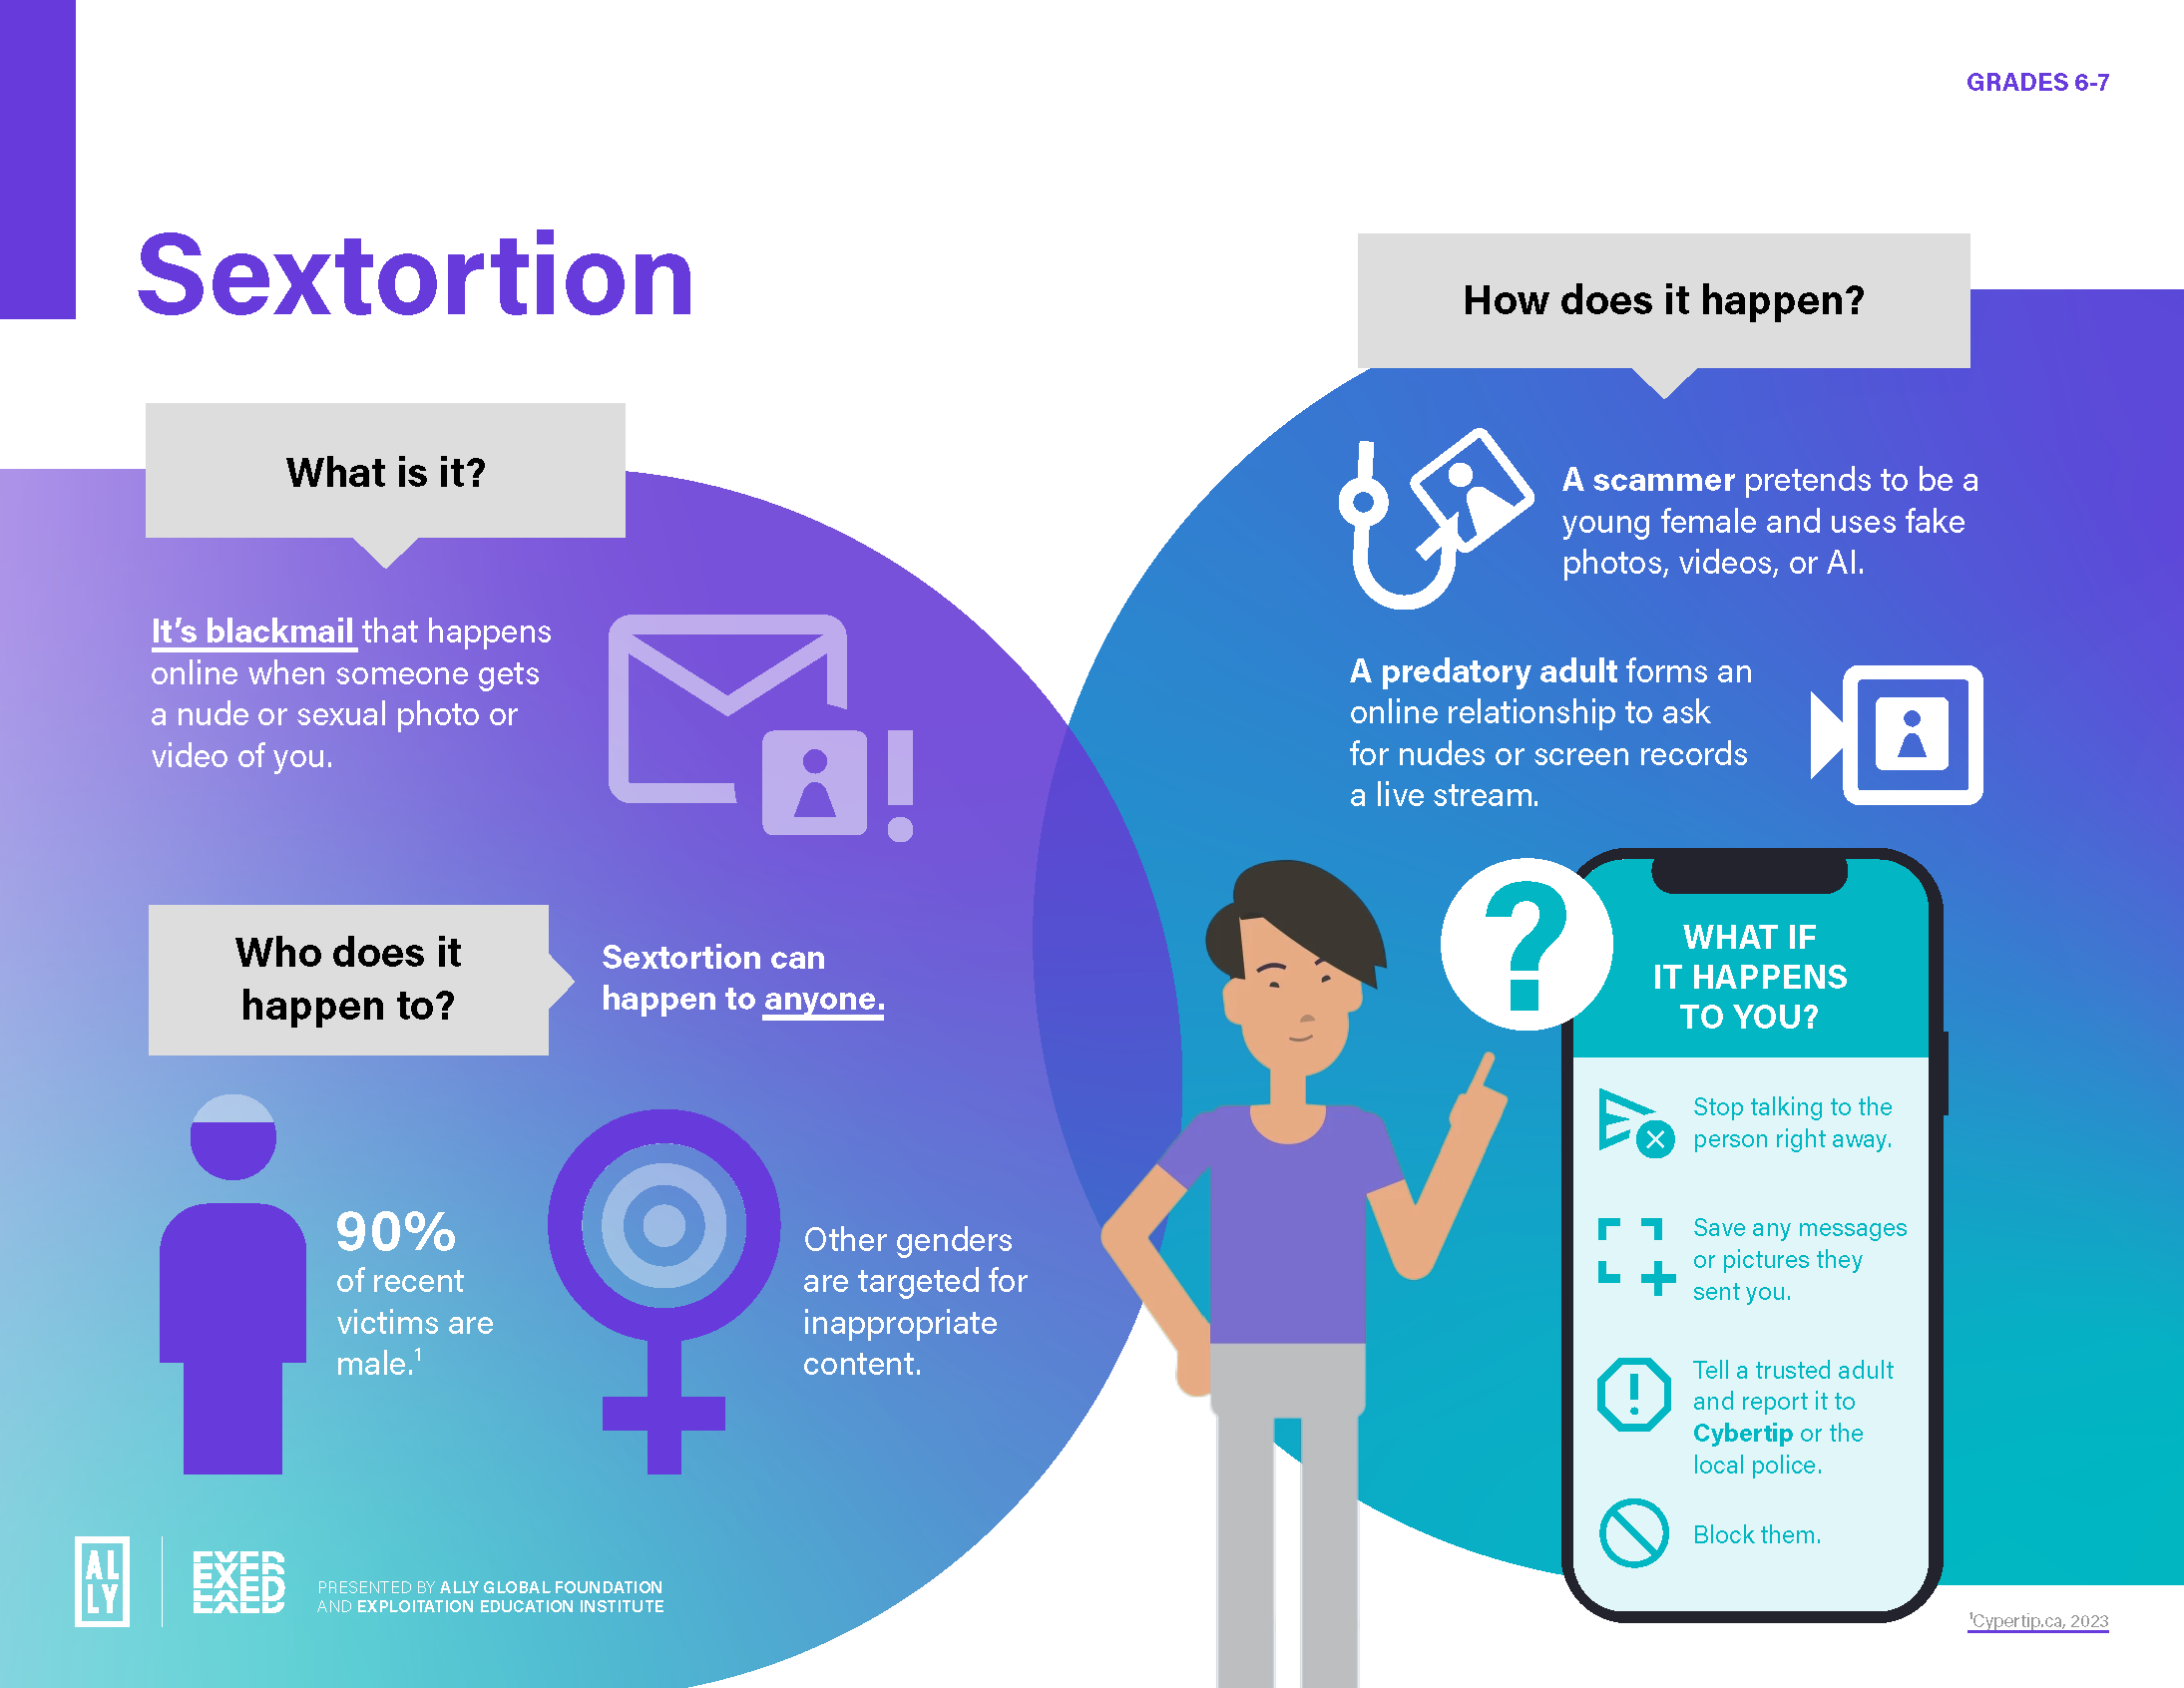 GRADES 6-7
Sextortion
What is it?
It's blackmail that happens
online when someone gets
a nude or sexual photo or
video of you.
Who does it
happen to?
Sextortion can
happen to anyone.
90%
of recent
victims are
male.¹
Other genders
are targeted for
inappropriate
content.
How does it happen?
A scammer pretends to be a
young female and uses fake
photos, videos, or AI.
A predatory adult forms an
online relationship to ask
for nudes or screen records
a live stream.
?
WHAT IF
IT HAPPENS
TO YOU?
Stop talking to the
person right away.
Save any messages
or pictures they
sent you.
Tell a trusted adult
and report it to
Cybertip or the
local police.
Block them.
AL
LY
EXED
PRESENTED BY ALLY GLOBAL FOUNDATION
AND EXPLOITATION EDUCATION INSTITUTE
¹Cypertip.ca, 2023